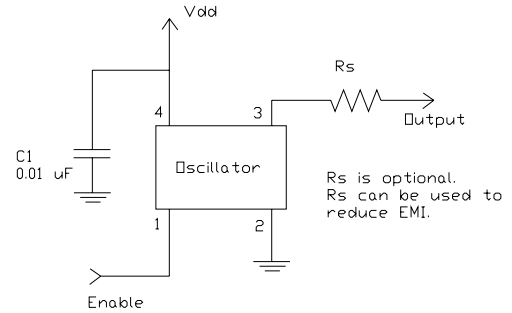 Vdd
Rs
4
3
Output
C1
0.01 uF
Oscillator
Rs is optional.
Rs can be used to
reduce EMI.
1
2
Enable